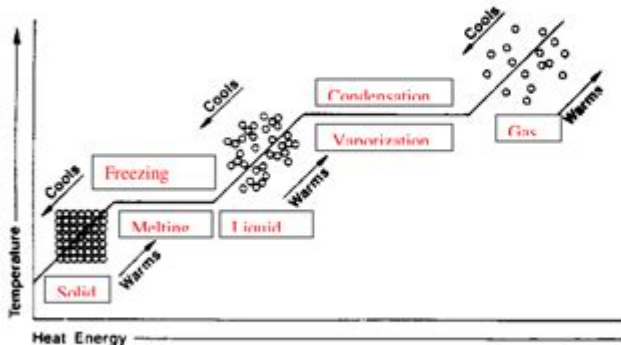 Cools
Condensation
Cools
Vaporization
Gas
Warms
Freezing
Cools
Warms
Melting
Liquid
Warms
Solid
Temperature
Heat Energy